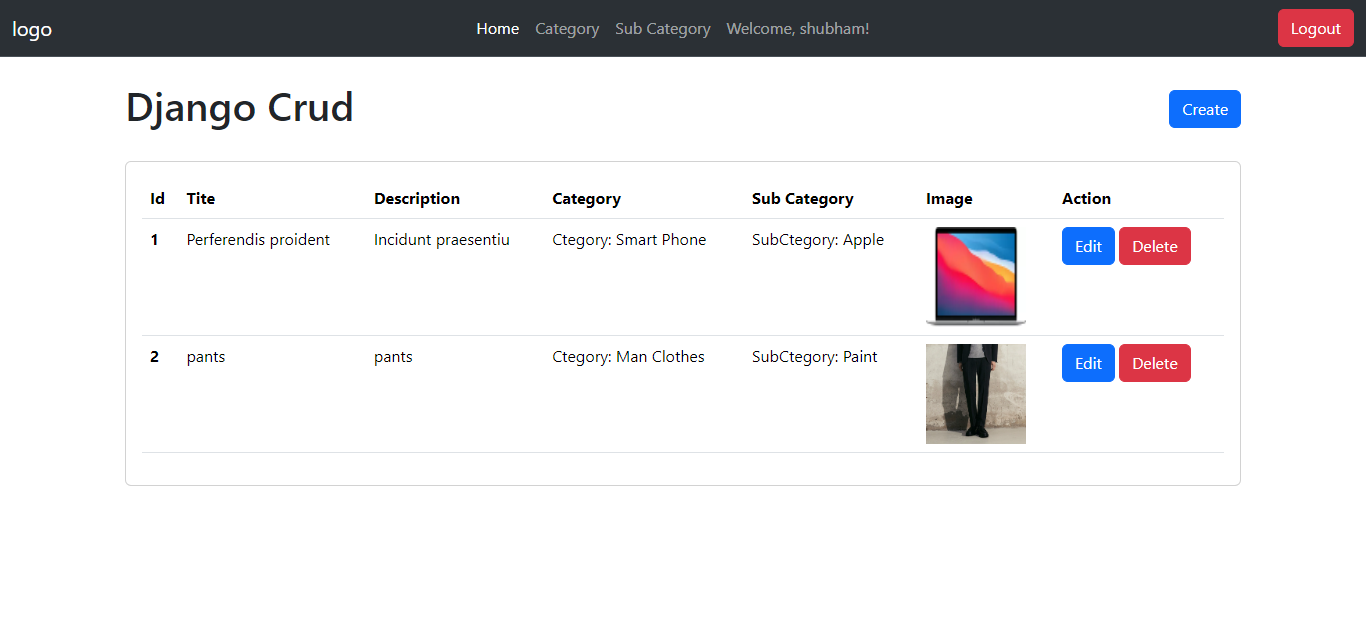 logo Home Category Sub Category Welcome, shubham! Logout
Django Crud Create
Id Tite Description Category Sub Category Image Action
1 Perferendis proident Incidunt praesentiu Ctegory: Smart Phone SubCtegory: Apple Edit Delete
2 pants pants Ctegory: Man Clothes SubCtegory: Paint Edit Delete